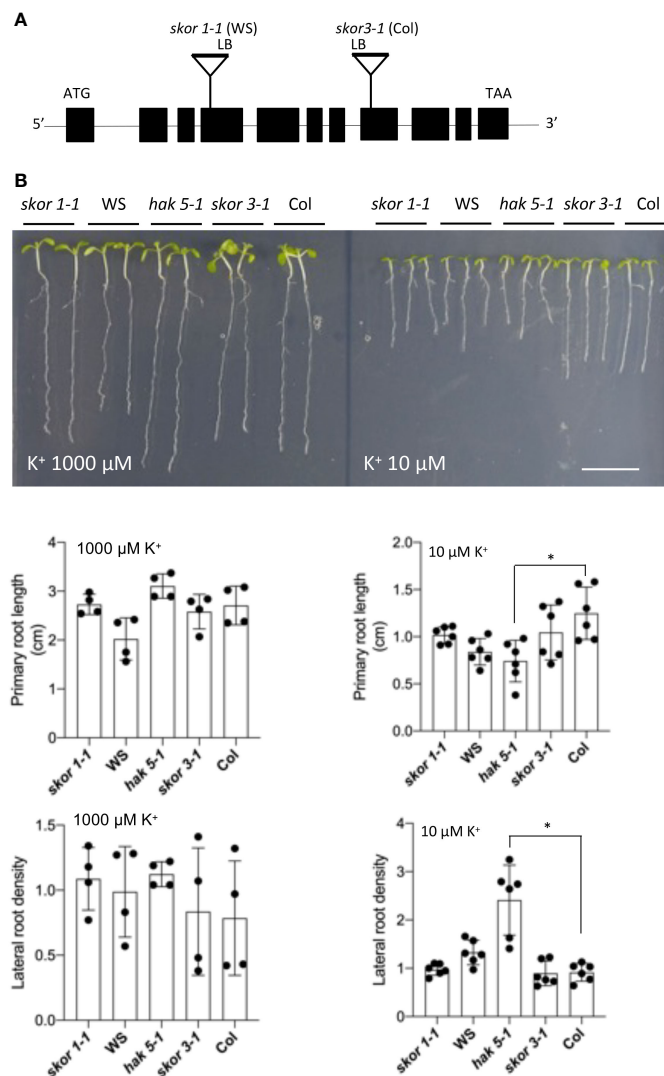 A
skor 1-1 (WS)
skor3-1 (Col)
LB
LB
ATG
TAA
5’
3’
B
skor 1-1 WS hak 5-1 skor 3-1 Col
skor 1-1 WS hak 5-1 skor 3-1 Col
K⁺ 1000 µM
K⁺ 10 µM
1000 µM K⁺
Primary root length
(cm)
4
3
2
1
0
skor 1-1
WS
hak 5-1
skor 3-1
Col
10 µM K⁺
*
Primary root length
(cm)
2.0
1.5
1.0
0.5
0.0
skor 1-1
WS
hak 5-1
skor 3-1
Col
1000 µM K⁺
Lateral root density
1.5
1.0
0.5
0.0
skor 1-1
WS
hak 5-1
skor 3-1
Col
10 µM K⁺
*
Lateral root density
4
3
2
1
0
skor 1-1
WS
hak 5-1
skor 3-1
Col